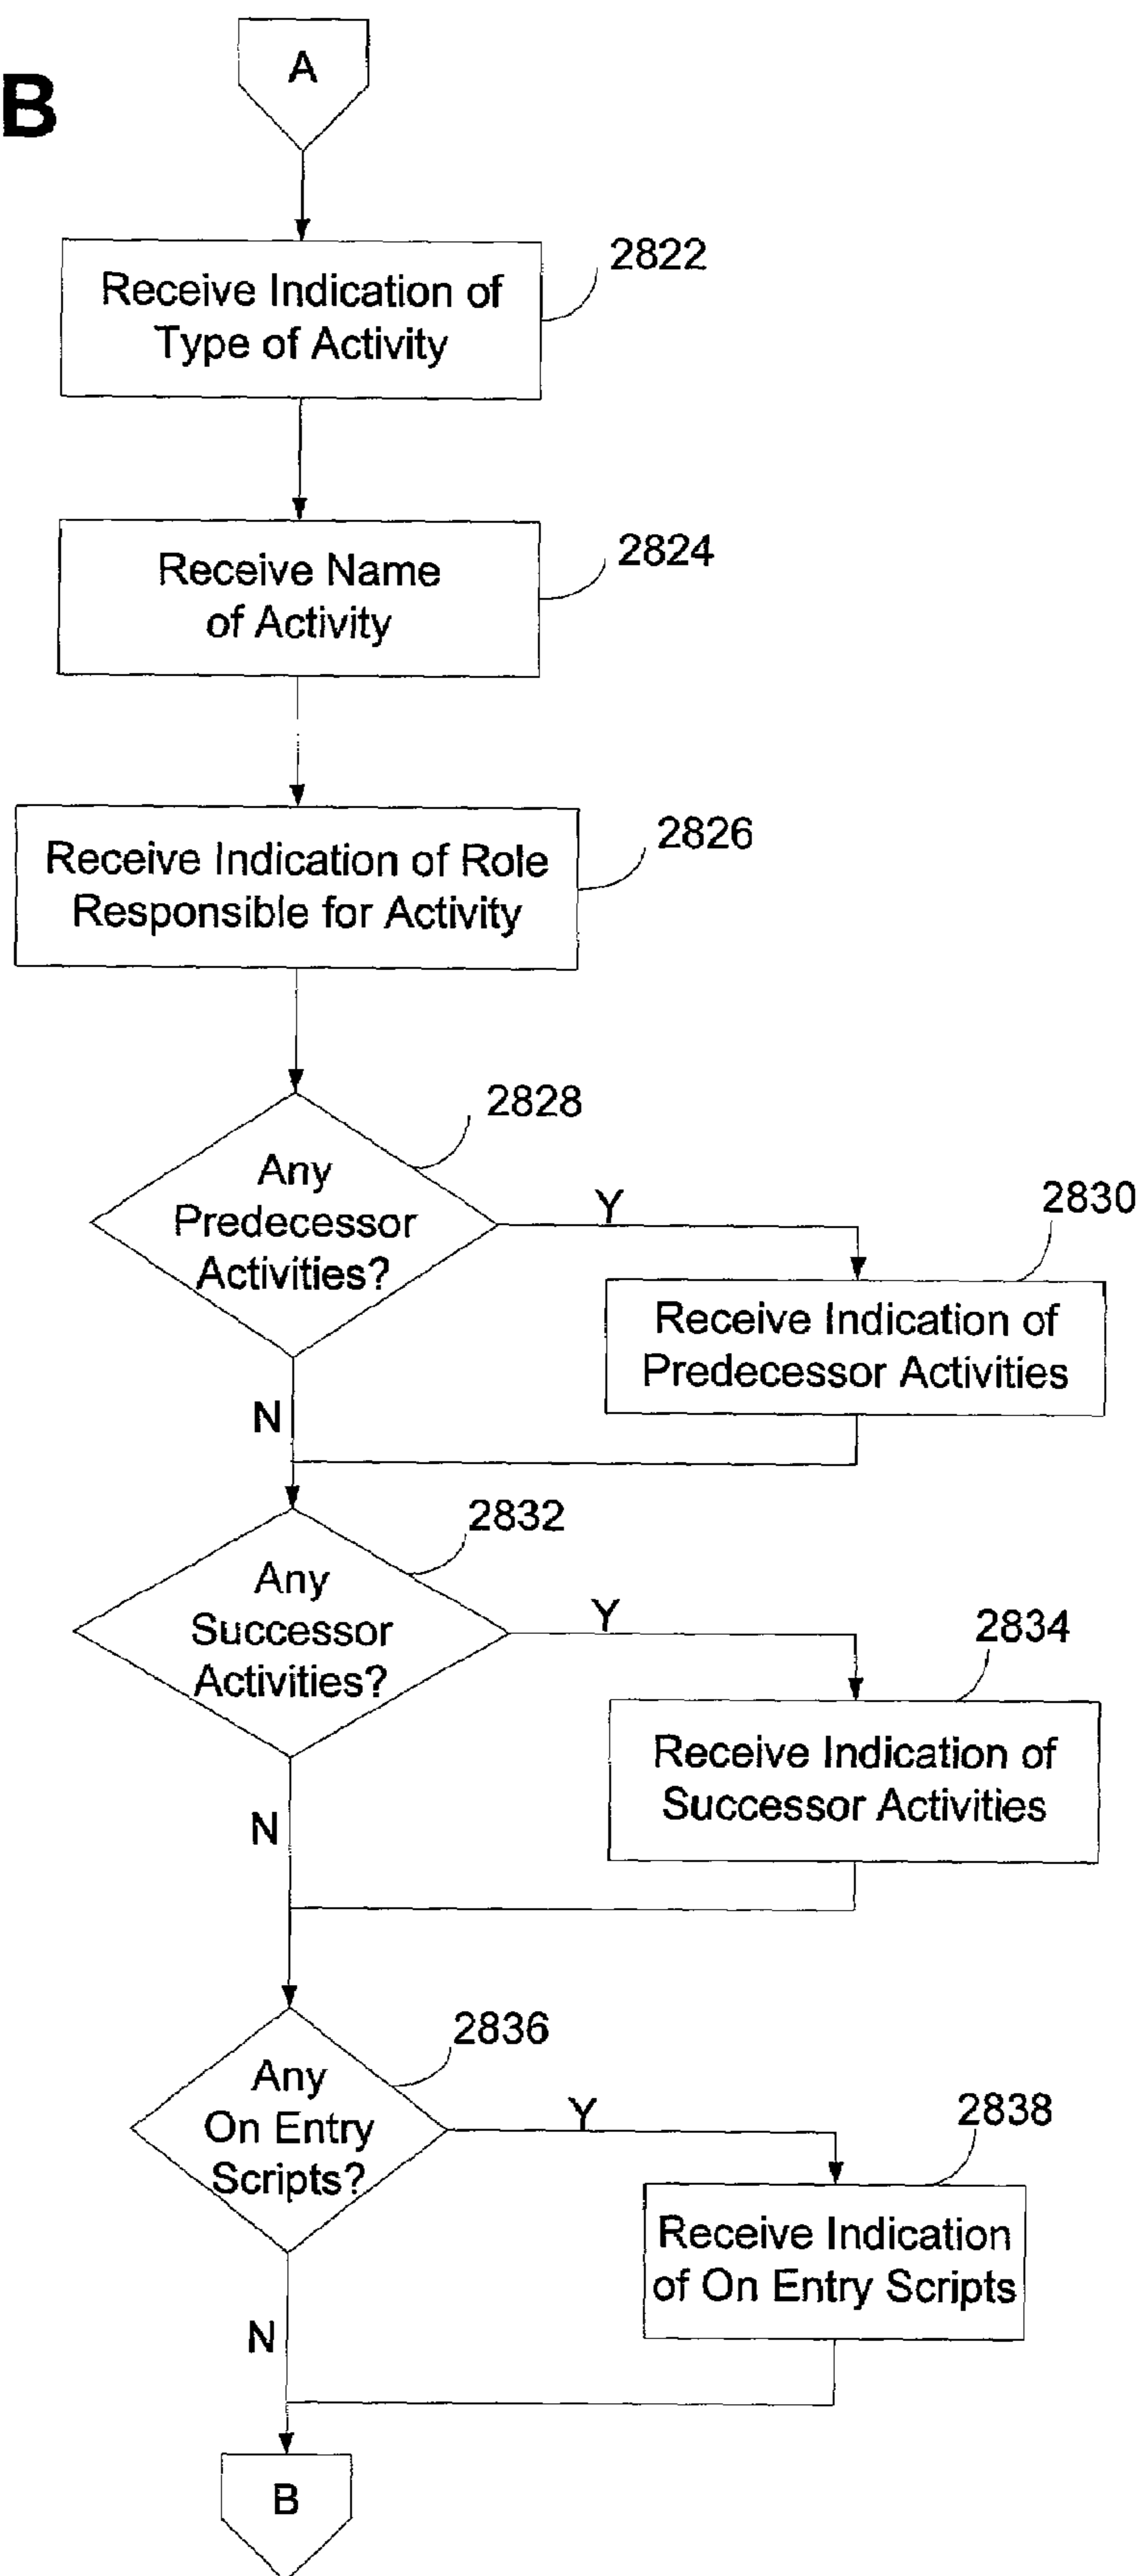 B
A
2822
Receive Indication of
Type of Activity
2824
Receive Name
of Activity
2826
Receive Indication of Role
Responsible for Activity
2828
Any
Predecessor
Activities?
Y
2830
Receive Indication of
Predecessor Activities
N
2832
Any
Successor
Activities?
Y
2834
Receive Indication of
Successor Activities
N
2836
Any
On Entry
Scripts?
Y
2838
Receive Indication
of On Entry Scripts
N
B